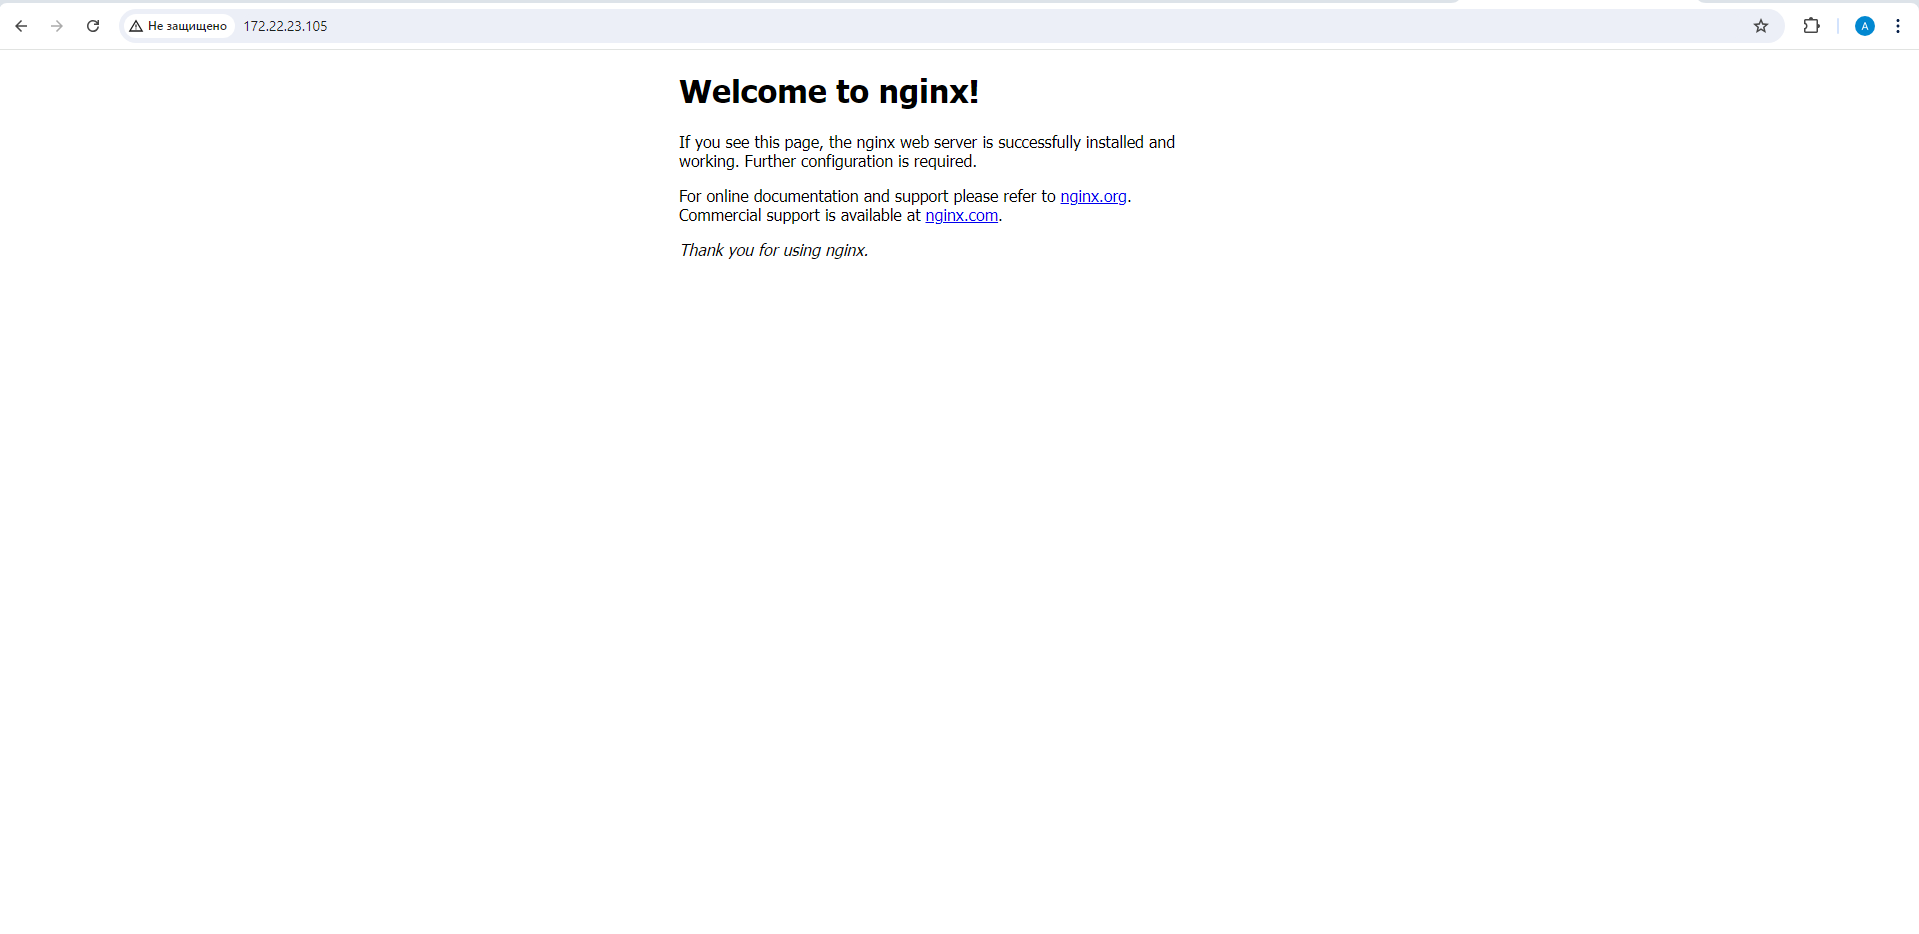 Не защищено 172.22.23.105
A
Welcome to nginx!
If you see this page, the nginx web server is successfully installed and
working. Further configuration is required.
For online documentation and support please refer to nginx.org.
Commercial support is available at nginx.com.
Thank you for using nginx.